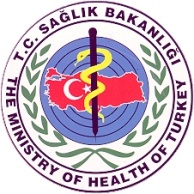 T.C. SAĞLIK BAKANLIĞI
THE MINISTRY OF HEALTH OF TURKEY